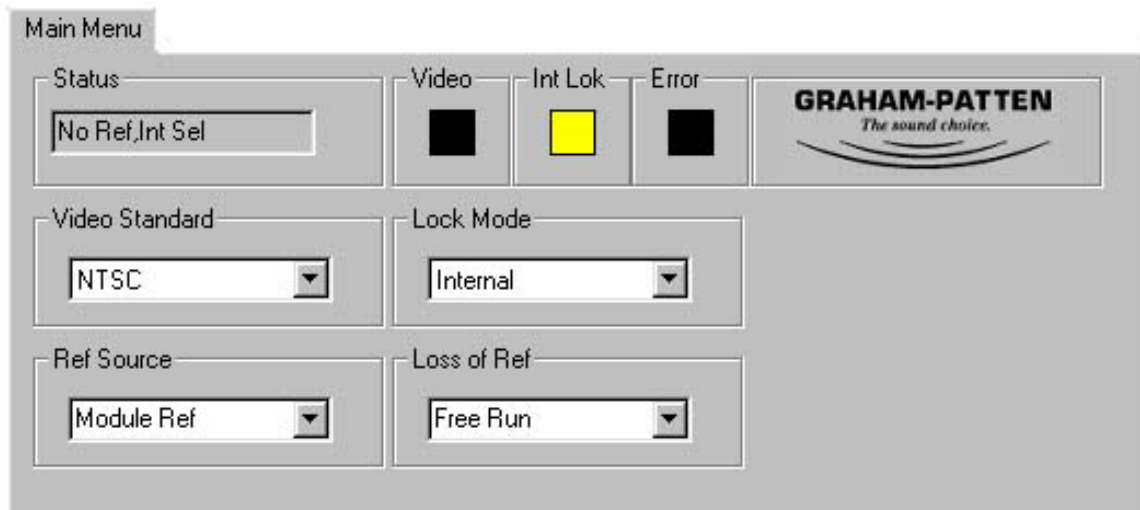 Main Menu
Status
No Ref,Int Sel
Video
Int Lok
Error
GRAHAM-PATTEN
The sound choice.
Video Standard
NTSC
Lock Mode
Internal
Ref Source
Module Ref
Loss of Ref
Free Run